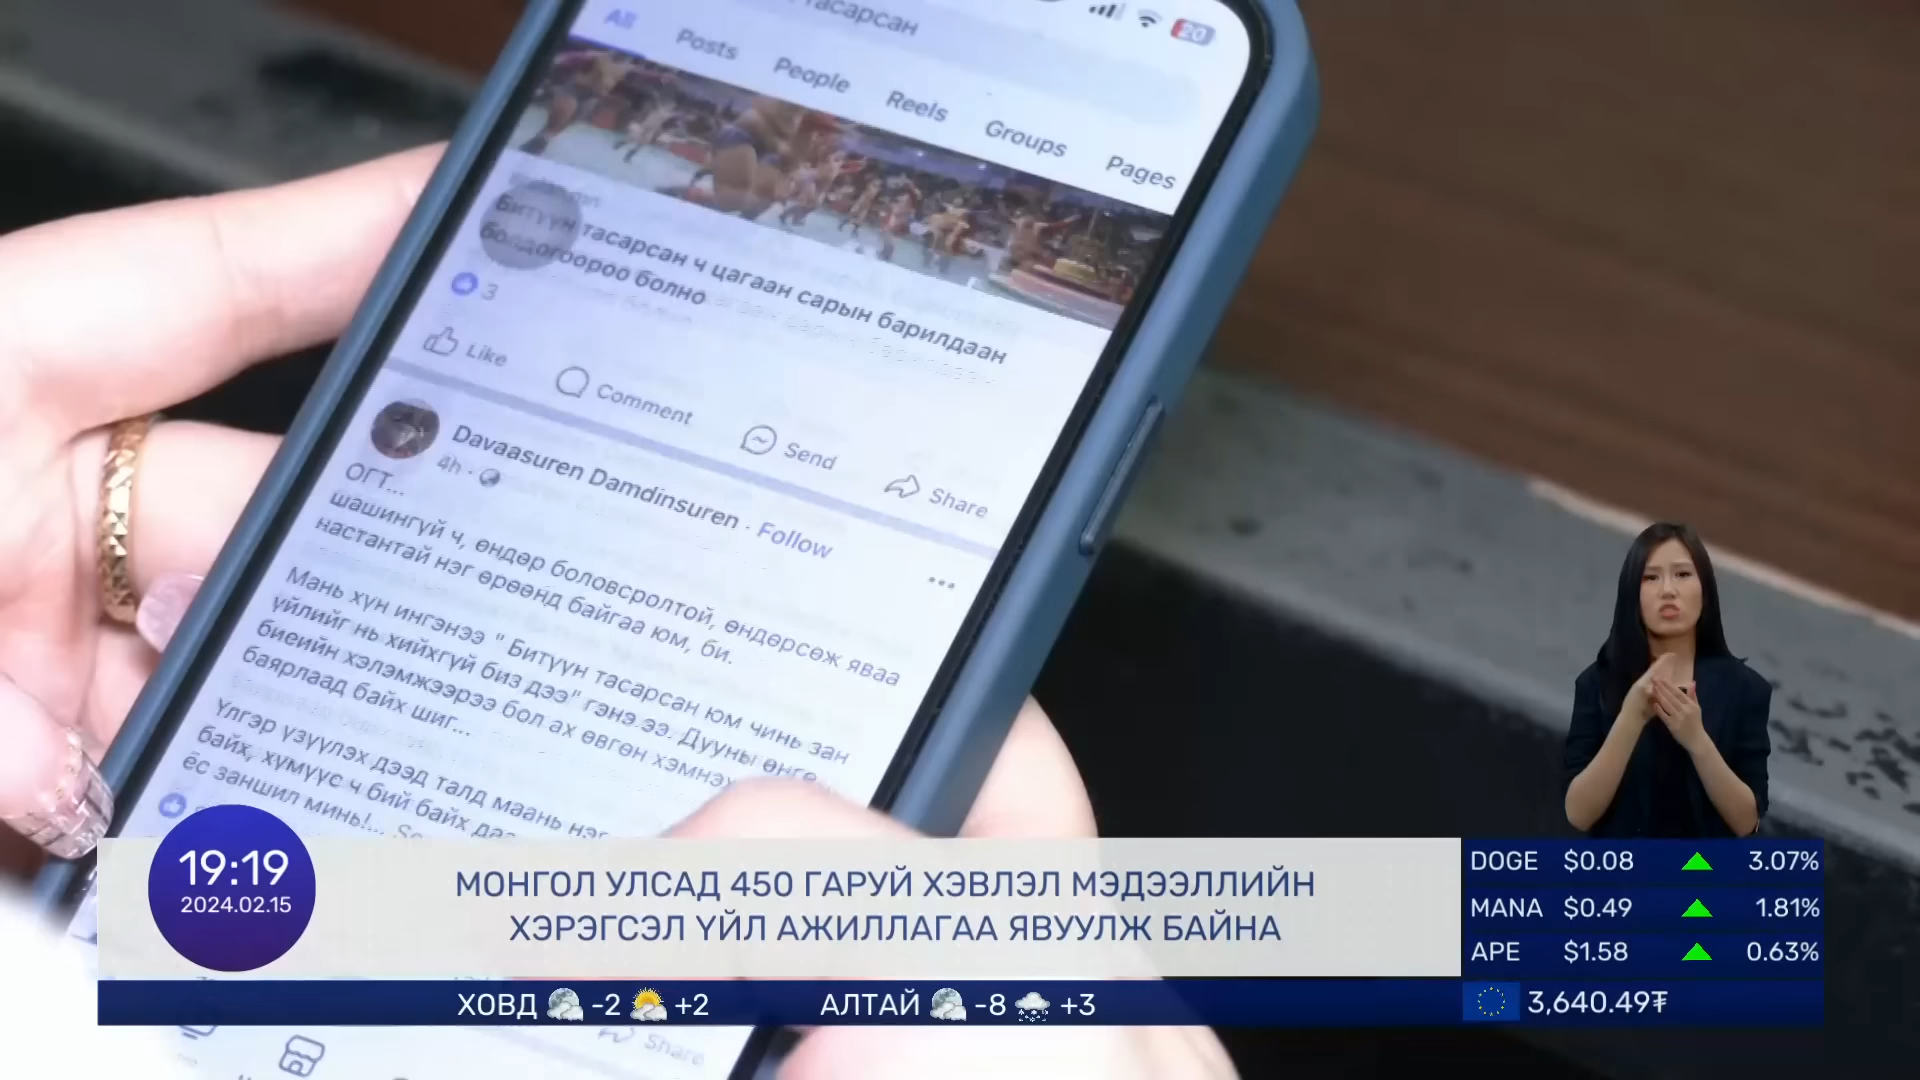 тасарсан
20
All
Posts
People
Reels
Groups
Pages
Битүүн тасарсан ч цагаан сарын барилдаан
болдогоороо болно
3
Like
Comment
Send
Share
Davaasuren Damdinsuren · Follow
4h ·
ОГТ...
шашингүй ч, өндөр боловсролтой, өндөрсөж яваа
настантай нэг өрөөнд байгаа юм, би.
Мань хүн ингэнээ " Битүүн тасарсан юм чинь зан
үйлийг нь хийхгүй биз дээ" гэнэ ээ. Дууны өнгө
биеийн хэлэмжээрээ бол ах өвгөн хэмнэх
баярлаад байх шиг...
Үлгэр үзүүлэх дээд талд маань нэг
байх, хүмүүс ч бий байх
ёс заншил минь!...
19:19
2024.02.15
МОНГОЛ УЛСАД 450 ГАРУЙ ХЭВЛЭЛ МЭДЭЭЛЛИЙН
ХЭРЭГСЭЛ ҮЙЛ АЖИЛЛАГАА ЯВУУЛЖ БАЙНА
DOGE $0.08 3.07%
MANA $0.49 1.81%
APE $1.58 0.63%
ХОВД -2 +2 АЛТАЙ -8 +3
3,640.49₮
Share